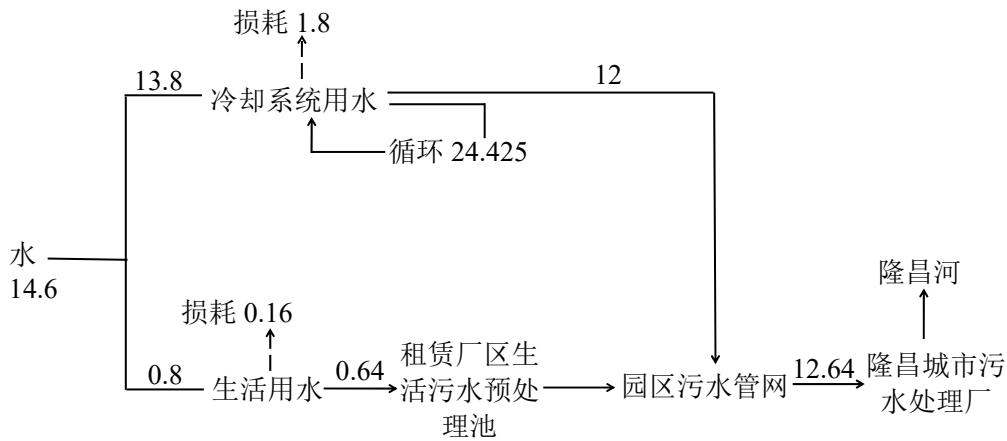 损耗 1.8
13.8
冷却系统用水
12
循环 24.425
水
14.6
隆昌河
损耗 0.16
0.8
生活用水
0.64
租赁厂区生
活污水预处
理池
园区污水管网
12.64
隆昌城市污
水处理厂